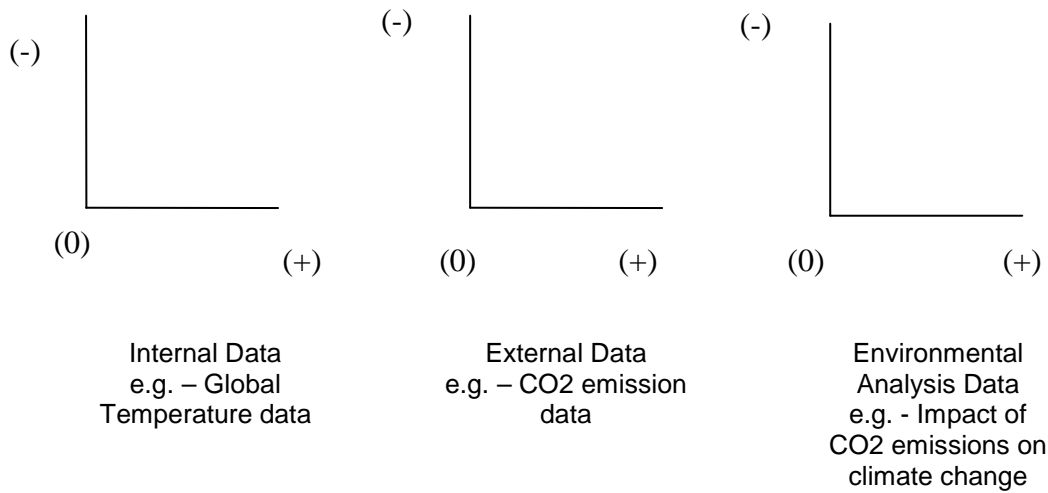 (-)
(0)
(+)
Internal Data
e.g. – Global
Temperature data
(-)
(0)
(+)
External Data
e.g. – CO2 emission
data
(-)
(0)
(+)
Environmental
Analysis Data
e.g. - Impact of
CO2 emissions on
climate change